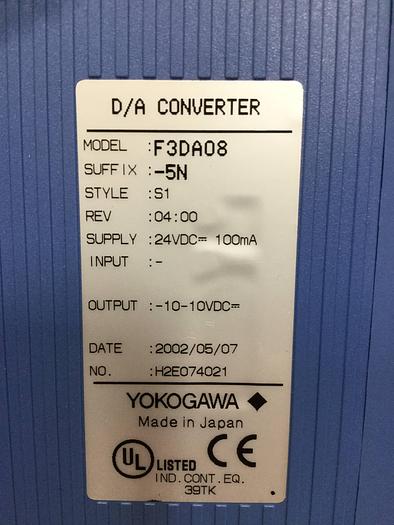 D/A CONVERTER
MODEL :F3DA08
SUFFIX :-5N
STYLE :S1
REV :04:00
SUPPLY :24VDC⎓ 100mA
INPUT :-
OUTPUT :-10-10VDC⎓
DATE :2002/05/07
NO. :H2E074021
YOKOGAWA ◆
Made in Japan
UL LISTED CE
IND.CONT.EQ.
39TK